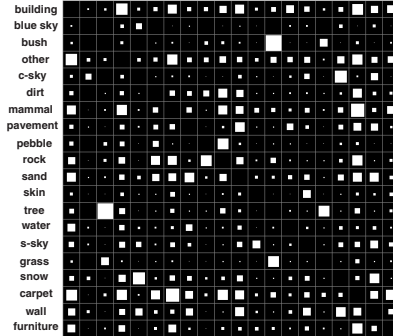 building
blue sky
bush
other
c-sky
dirt
mammal
pavement
pebble
rock
sand
skin
tree
water
s-sky
grass
snow
carpet
wall
furniture